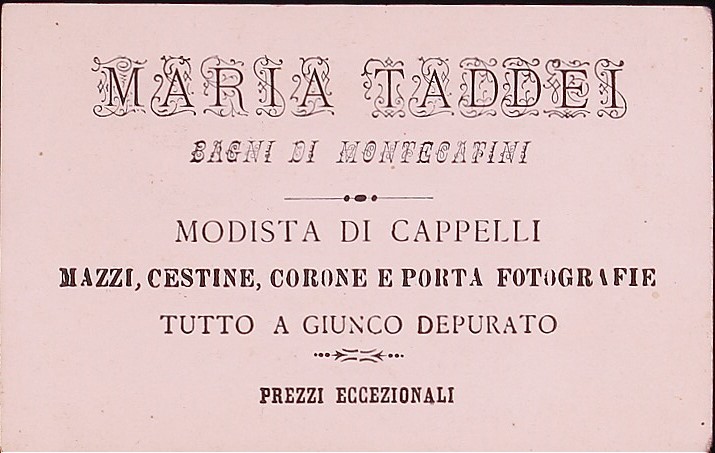 MARIA TADDEI
BAGNI DI MONTECATINI
MODISTA DI CAPPELLI
MAZZI, CESTINE, CORONE E PORTA FOTOGRAFIE
TUTTO A GIUNCO DEPURATO
PREZZI ECCEZIONALI